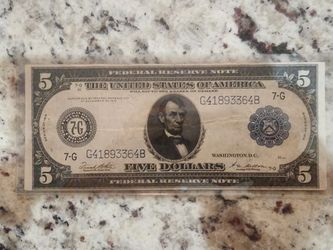 FEDERAL RESERVE NOTE
5 THE UNITED STATES OF AMERICA 5
WILL PAY TO THE BEARER ON DEMAND
G41893364B
7-G
7-G
7-G
G41893364B
WASHINGTON, D.C.
5 FIVE DOLLARS 5
FEDERAL RESERVE NOTE